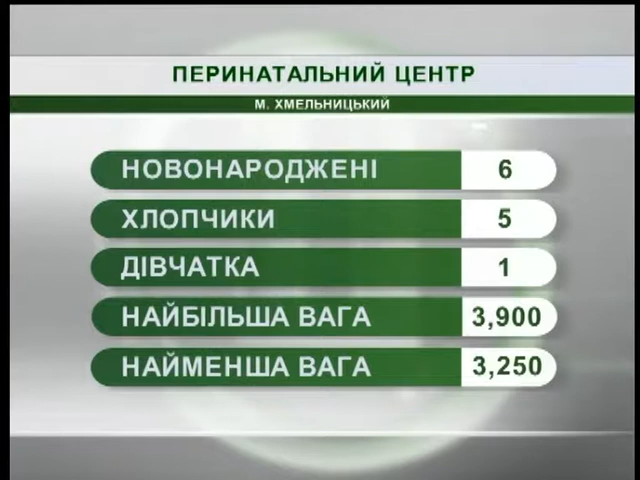 ПЕРИНАТАЛЬНИЙ ЦЕНТР
М. ХМЕЛЬНИЦЬКИЙ
НОВОНАРОДЖЕНІ 6
ХЛОПЧИКИ 5
ДІВЧАТКА 1
НАЙБІЛЬША ВАГА 3,900
НАЙМЕНША ВАГА 3,250